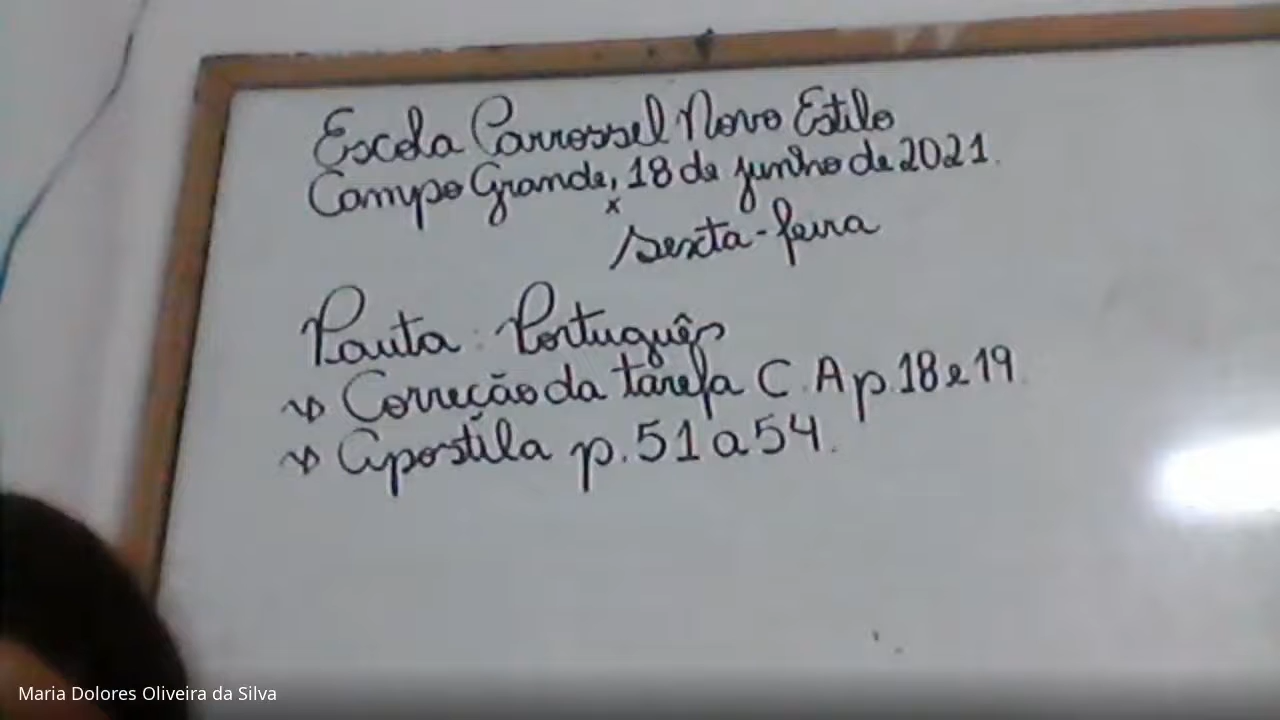 Escola Carrossel Novo Estilo
Campo Grande, 18 de junho de 2021.
x
sexta-feira
Pauta: Português
Correção da tarefa C.A p.18 e 19
Apostila p.51 a 54.
Maria Dolores Oliveira da Silva